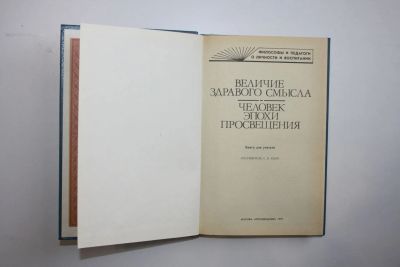 ФИЛОСОФЫ И ПЕДАГОГИ
О ЛИЧНОСТИ И ВОСПИТАНИИ
ВЕЛИЧИЕ
ЗДРАВОГО СМЫСЛА
ЧЕЛОВЕК
ЭПОХИ
ПРОСВЕЩЕНИЯ
Книга для учителя
МОСКВА «ПРОСВЕЩЕНИЕ»